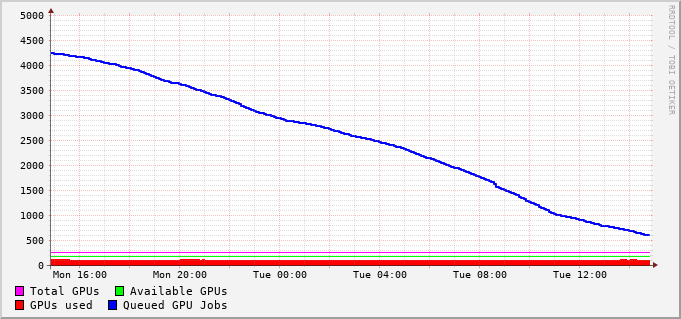 5000
4500
4000
3500
3000
2500
2000
1500
1000
500
0
Mon 16:00 Mon 20:00 Tue 00:00 Tue 04:00 Tue 08:00 Tue 12:00
Total GPUs Available GPUs
GPUs used Queued GPU Jobs
RRDTOOL / TOBI OETIKER